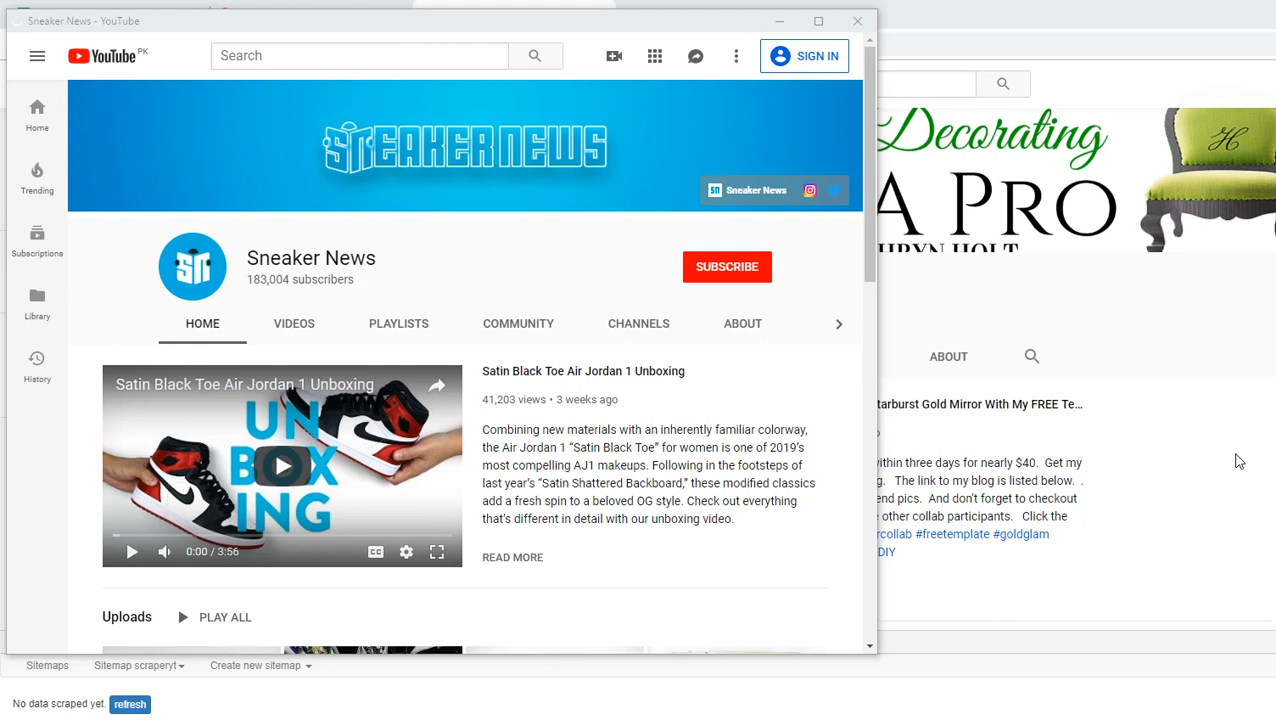 Sneaker News - YouTube
YouTube PK
Search
SIGN IN
SNEAKERNEWS
SN Sneaker News
Home
Trending
Subscriptions
Library
History
SN
Sneaker News
183,004 subscribers
SUBSCRIBE
HOME VIDEOS PLAYLISTS COMMUNITY CHANNELS ABOUT
Satin Black Toe Air Jordan 1 Unboxing
UN
BOX
ING
0:00 / 3:56
CC
Satin Black Toe Air Jordan 1 Unboxing
41,203 views • 3 weeks ago
Combining new materials with an inherently familiar colorway,
the Air Jordan 1 “Satin Black Toe” for women is one of 2019’s
most compelling AJ1 makeups. Following in the footsteps of
last year’s “Satin Shattered Backboard,” these modified classics
add a fresh spin to a beloved OG style. Check out everything
that’s different in detail with our unboxing video.
READ MORE
Uploads PLAY ALL
Decorating
A PRO
HRYN HOLT
H
ABOUT
tarburst Gold Mirror With My FREE Te...
within three days for nearly $40. Get my
g. The link to my blog is listed below. .
end pics. And don't forget to checkout
e other collab participants. Click the
rcollab #freetemplate #goldglam
DIY
Sitemaps Sitemap scraperyt Create new sitemap
No data scraped yet. refresh